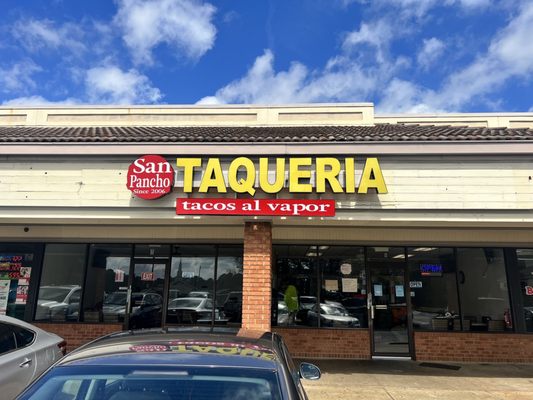 San
Pancho
Since 2006
TAQUERIA
tacos al vapor
OPEN